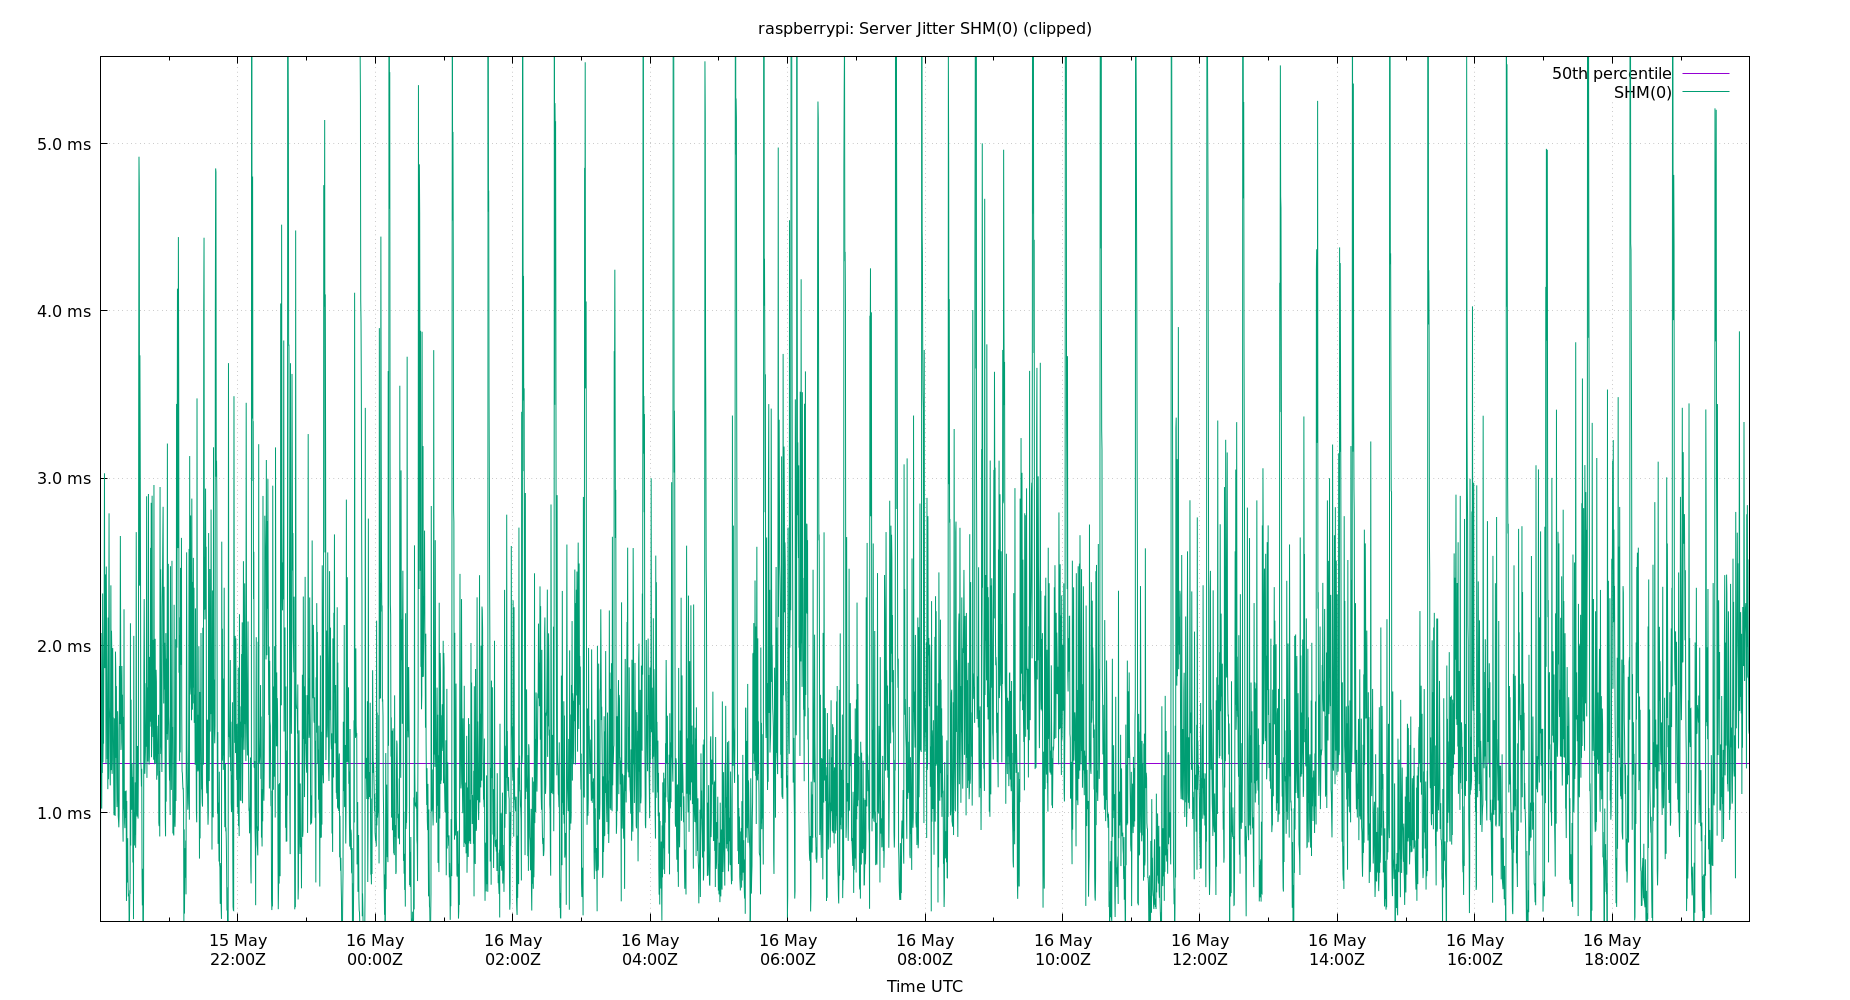 raspberrypi: Server Jitter SHM(0) (clipped)
50th percentile
SHM(0)
5.0 ms
4.0 ms
3.0 ms
2.0 ms
1.0 ms
15 May 16 May 16 May 16 May 16 May 16 May 16 May 16 May 16 May 16 May 16 May
22:00Z 00:00Z 02:00Z 04:00Z 06:00Z 08:00Z 10:00Z 12:00Z 14:00Z 16:00Z 18:00Z
Time UTC